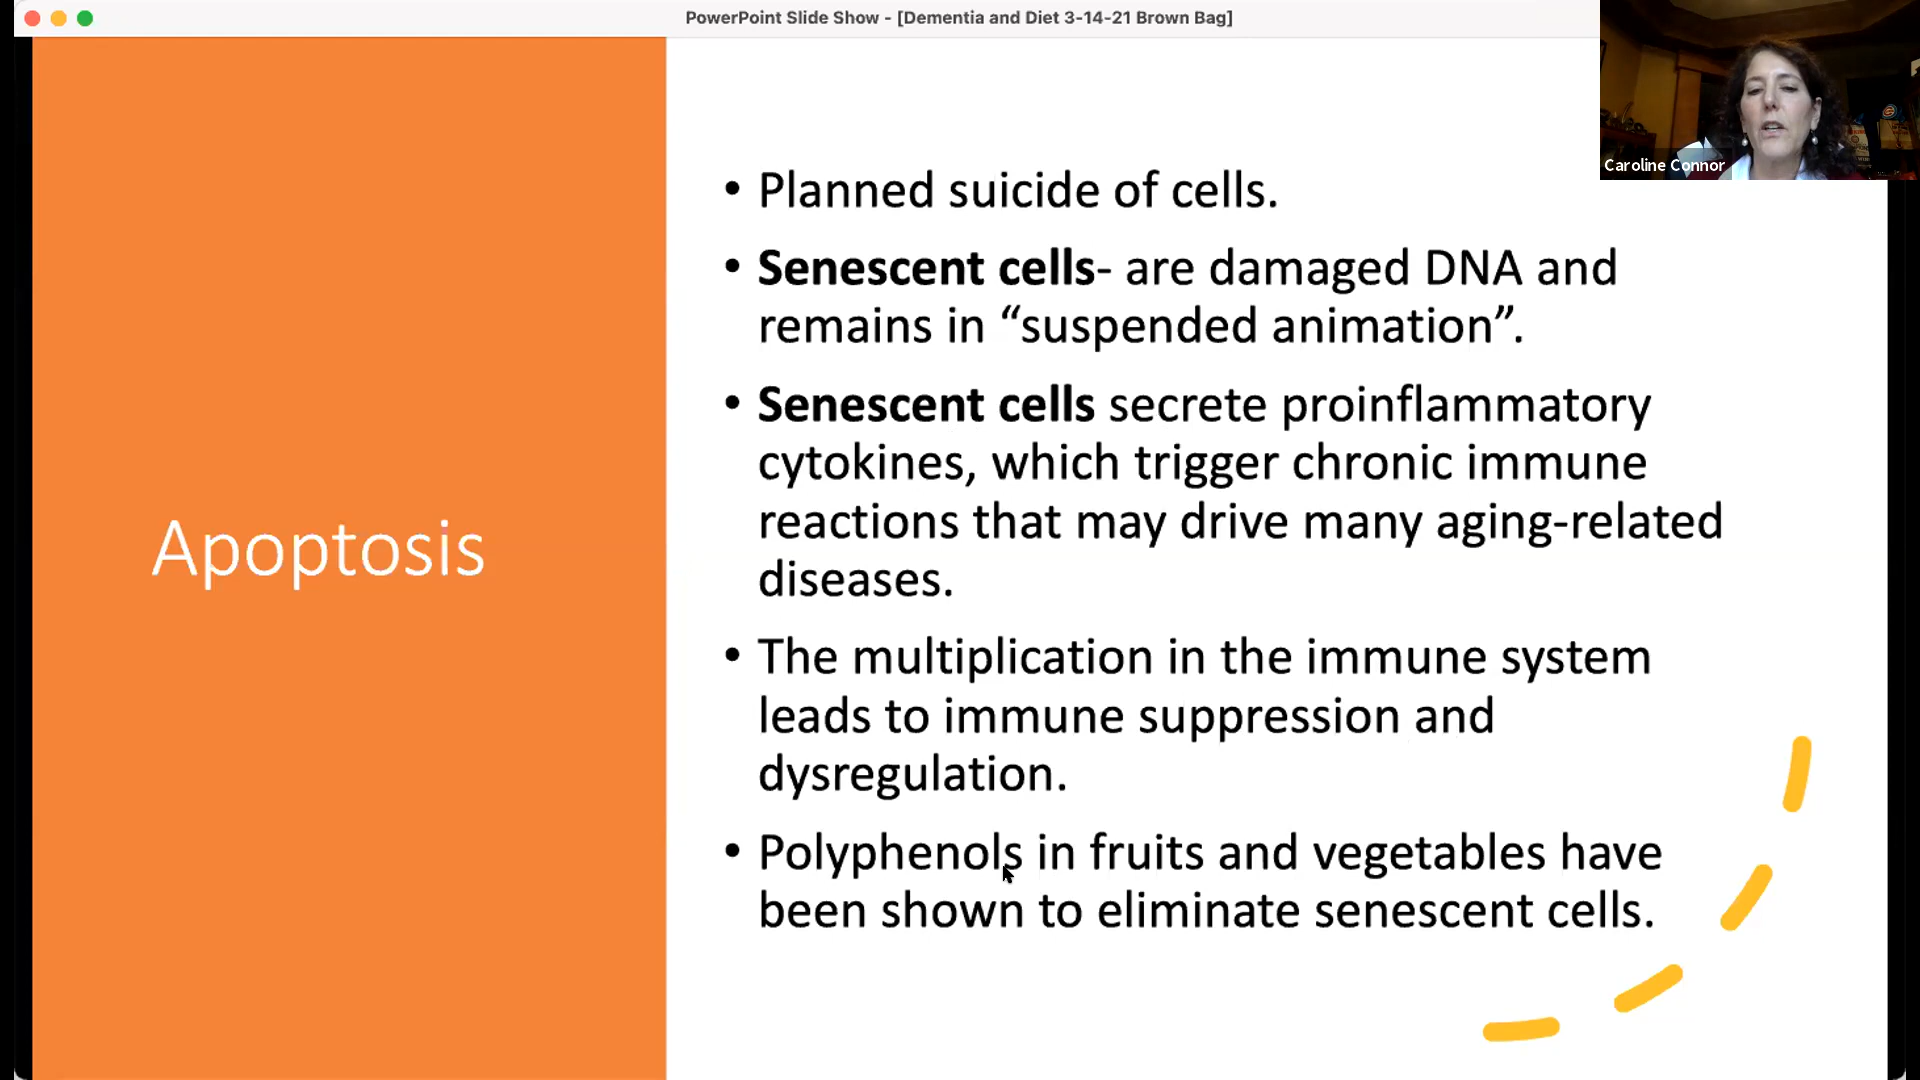 PowerPoint Slide Show - [Dementia and Diet 3-14-21 Brown Bag]
Caroline Connor
Apoptosis
• Planned suicide of cells.
• Senescent cells- are damaged DNA and
remains in “suspended animation”.
• Senescent cells secrete proinflammatory
cytokines, which trigger chronic immune
reactions that may drive many aging-related
diseases.
• The multiplication in the immune system
leads to immune suppression and
dysregulation.
• Polyphenols in fruits and vegetables have
been shown to eliminate senescent cells.